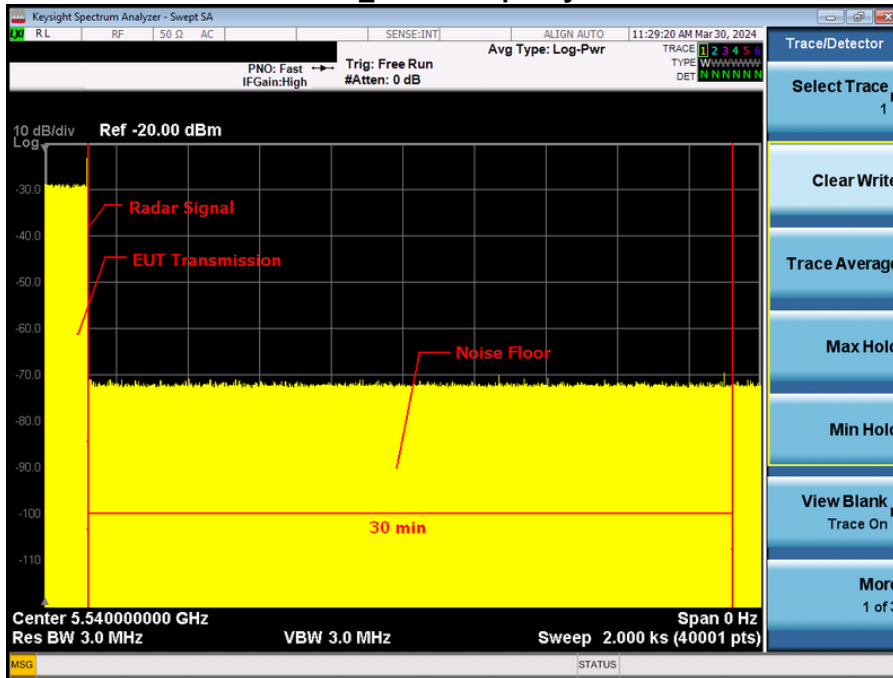 Keysight Spectrum Analyzer - Swept SA
LXI RL RF 50 Ω AC SENSE:INT ALIGN AUTO 11:29:20 AM Mar 30, 2024
Avg Type: Log-Pwr
TRACE 1 2 3 4 5 6
TYPE WWWWWW
DET N N N N N N
PNO: Fast
IFGain:High
Trig: Free Run
#Atten: 0 dB
10 dB/div
Log
Ref -20.00 dBm
-30.0
-40.0
-50.0
-60.0
-70.0
-80.0
-90.0
-100
-110
Radar Signal
EUT Transmission
Noise Floor
30 min
Center 5.540000000 GHz
Span 0 Hz
Res BW 3.0 MHz
VBW 3.0 MHz
Sweep 2.000 ks (40001 pts)
MSG
STATUS
Trace/Detector
Select Trace
1
Clear Write
Trace Average
Max Hold
Min Hold
View Blank
Trace On
More
1 of 3